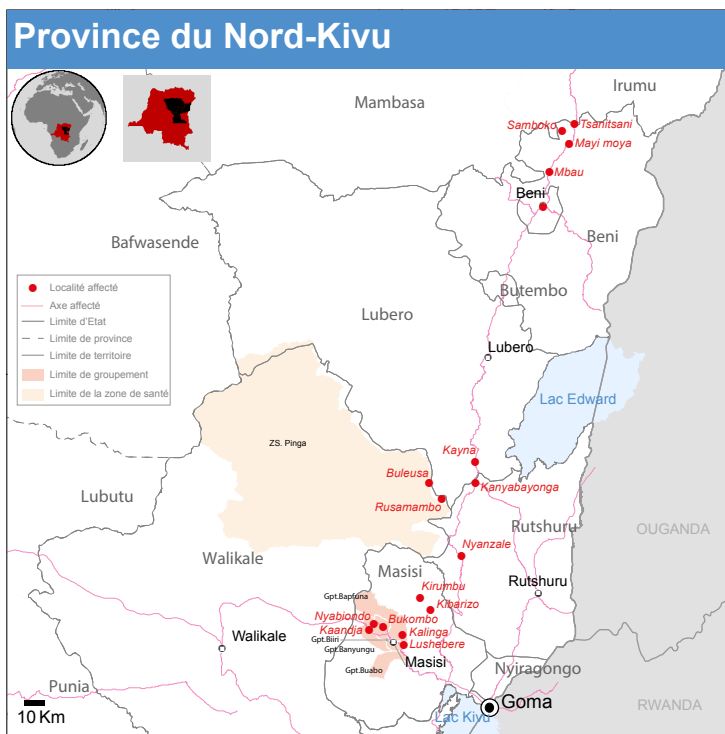 Province du Nord-Kivu
Irumu
Mambasa
Samboko
Tsanitsani
Mayi moya
Mbau
Beni
Beni
Bafwasende
Localité affecté
Axe affecté
Limite d'Etat
Limite de province
Limite de territoire
Limite de groupement
Limite de la zone de santé
Butembo
Lubero
Lubero
Lac Edward
ZS. Pinga
Kayna
Buleusa
Kanyabayonga
Rusamambo
Lubutu
Rutshuru
OUGANDA
Walikale
Nyanzale
Masisi
Rutshuru
Kirumbu
Gpt.Bapfuna
Kibarizo
Nyabiondo
Bukombo
Kaandja
Kalinga
Gpt.Biiri
Lushebere
Gpt.Banyungu
Walikale
Masisi
Gpt.Buabo
Nyiragongo
Punia
Goma
RWANDA
10 Km
Lac Kivu